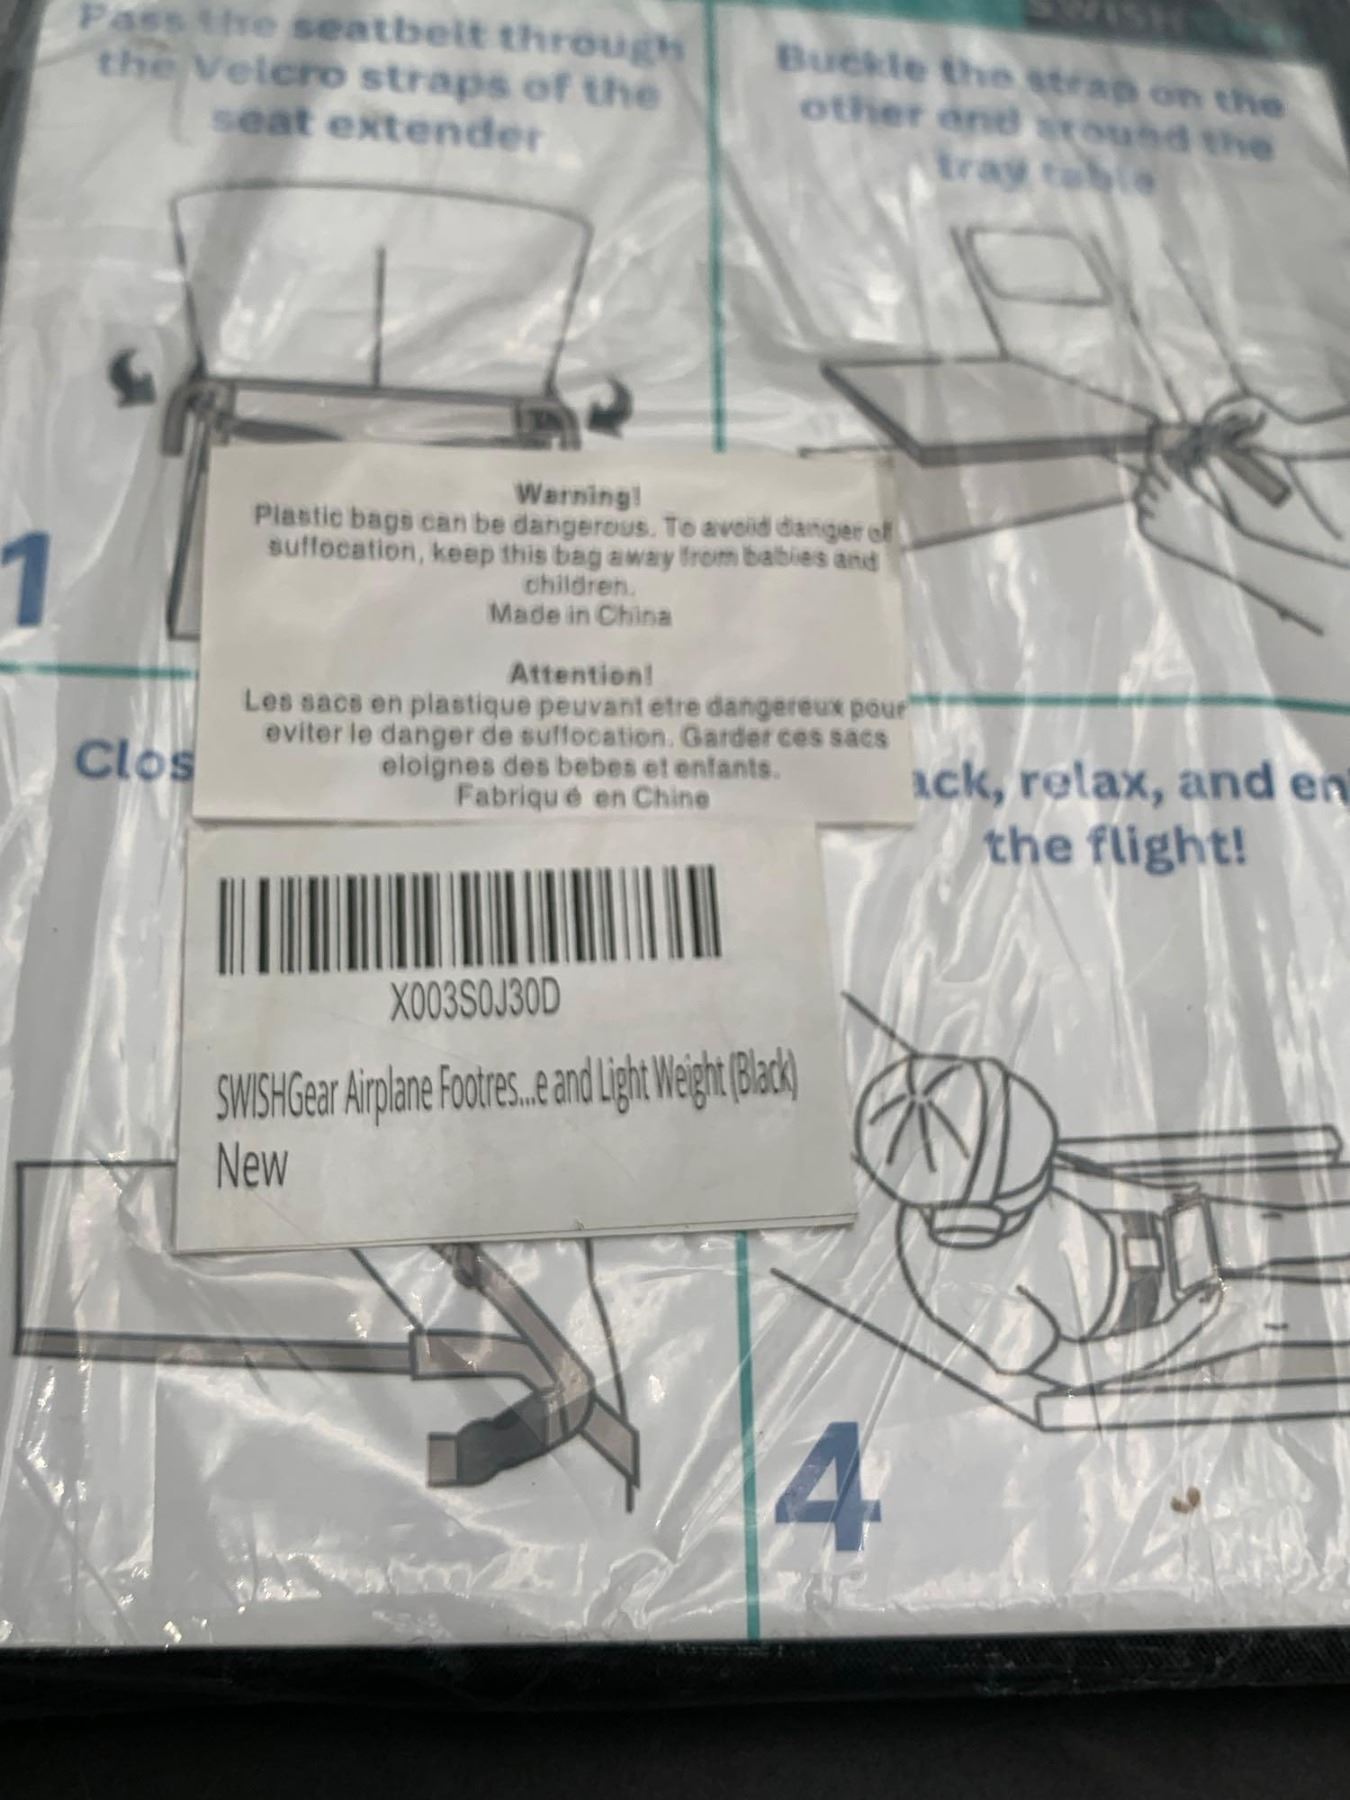 SWISH
Pass the seatbelt through
the Velcro straps of the
seat extender
Buckle the strap on the
other end around the
tray table
1
Warning!
Plastic bags can be dangerous. To avoid danger of
suffocation, keep this bag away from babies and
children.
Made in China
Attention!
Les sacs en plastique peuvant etre dangereux pour
eviter le danger de suffocation. Garder ces sacs
eloignes des bebes et enfants.
Fabriqu é en Chine
Clos
ack, relax, and en
the flight!
X003S0J30D
SWISHGear Airplane Footres...e and Light Weight (Black)
New
4